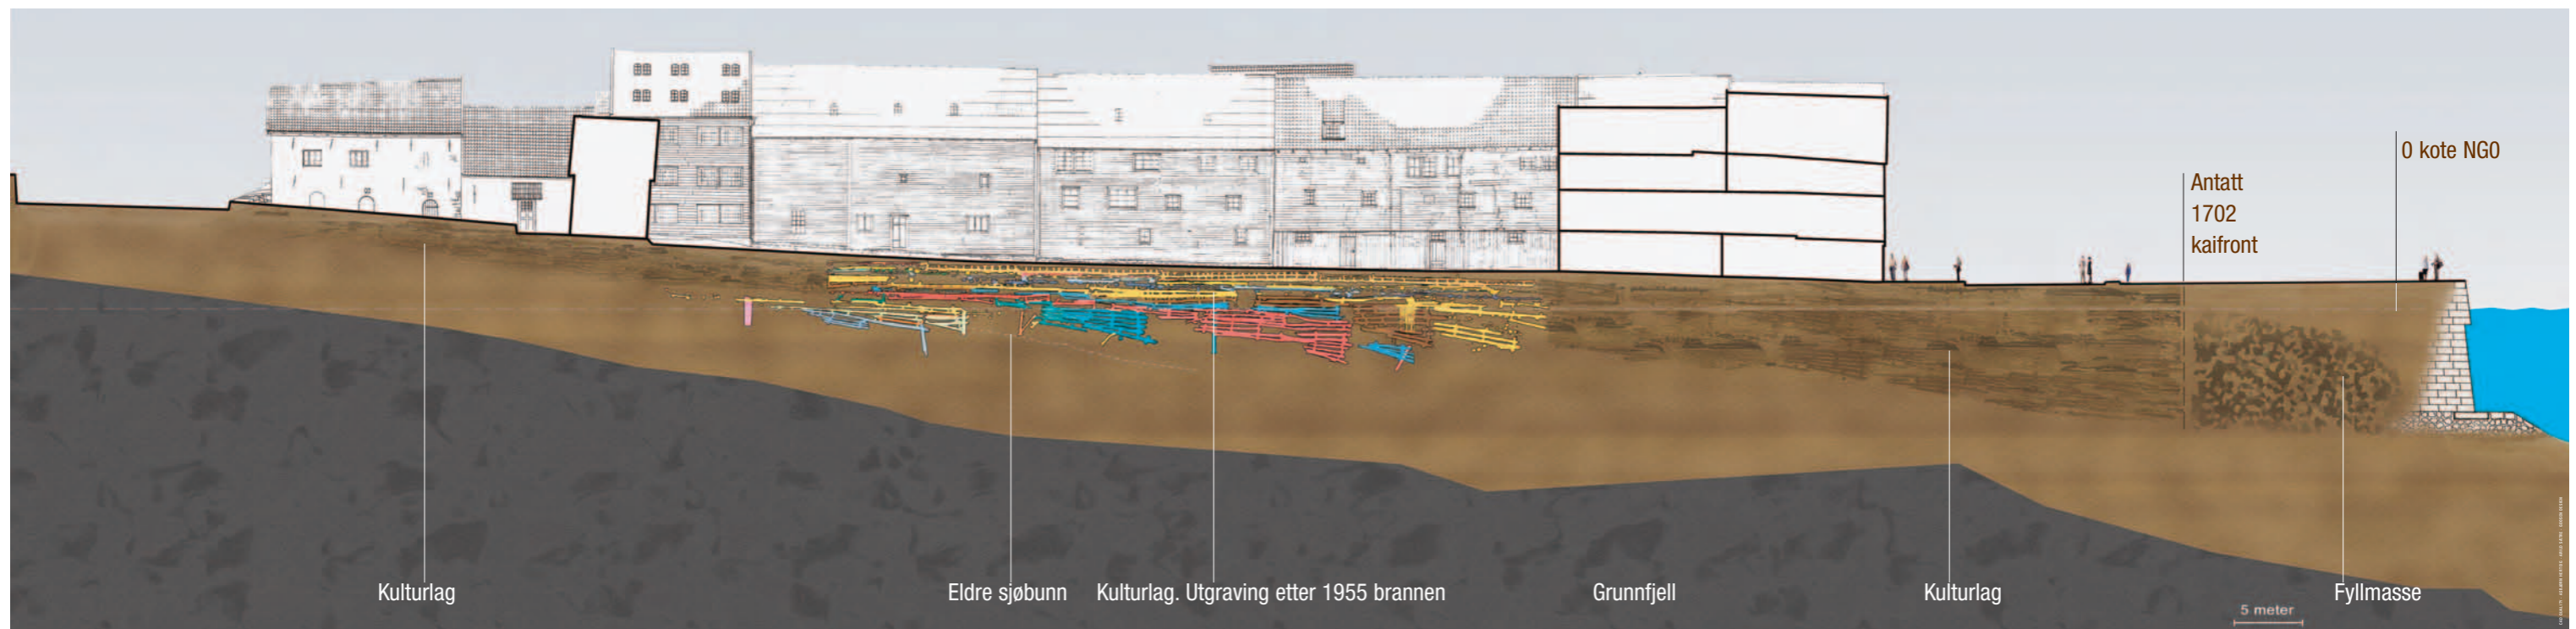 0 kote NGO
Antatt
1702
kaifront
Kulturlag
Eldre sjøbunn
Kulturlag. Utgraving etter 1955 brannen
Grunnfjell
Kulturlag
Fyllmasse
5 meter